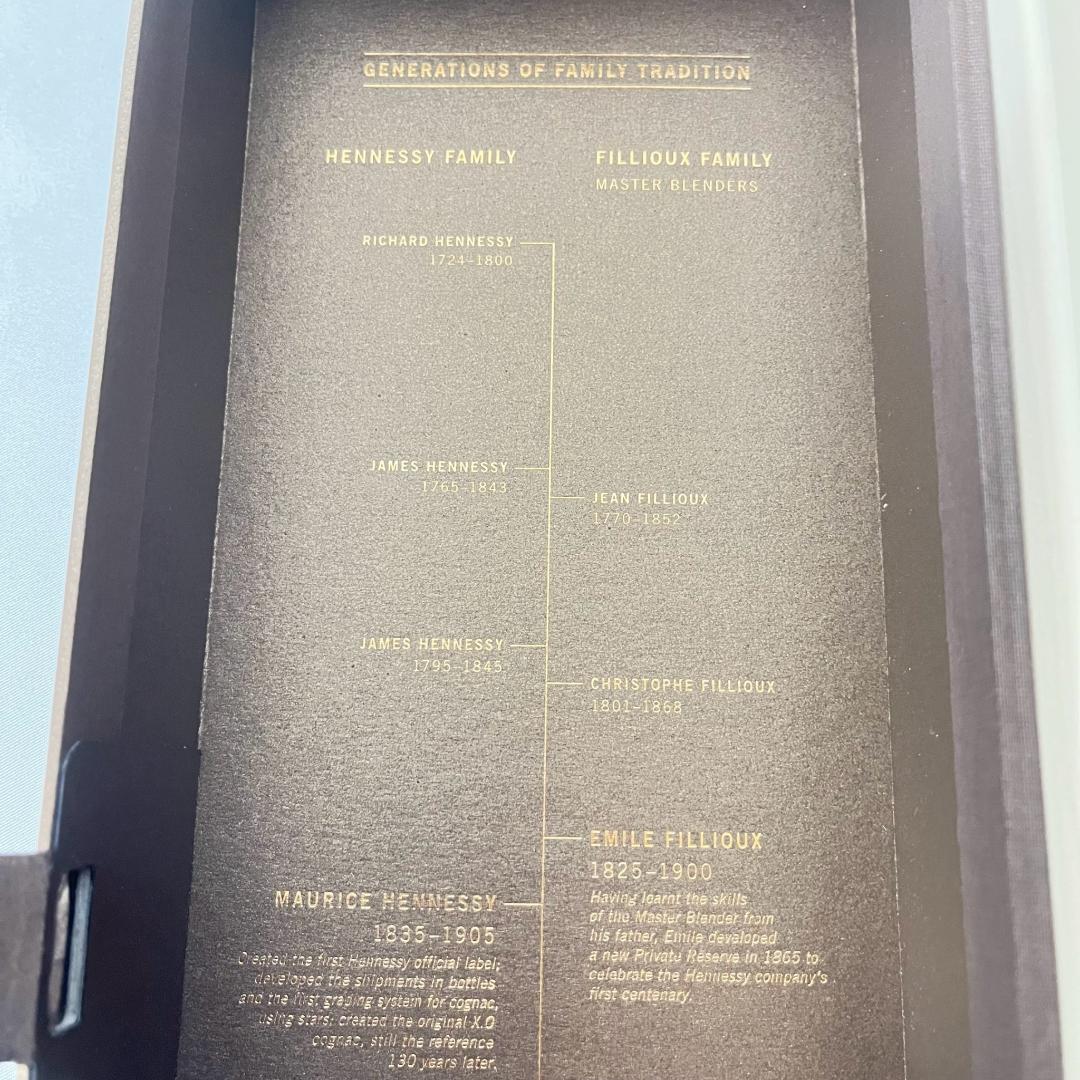 GENERATIONS OF FAMILY TRADITION
HENNESSY FAMILY
FILLIOUX FAMILY
MASTER BLENDERS
RICHARD HENNESSY
1724–1800
JAMES HENNESSY
1765–1843
JEAN FILLIOUX
1770–1852
JAMES HENNESSY
1795–1845
CHRISTOPHE FILLIOUX
1801–1868
EMILE FILLIOUX
1825–1900
Having learnt the skills
of the Master Blender from
his father, Emile developed
a new Private Reserve in 1865 to
celebrate the Hennessy company's
first centenary.
MAURICE HENNESSY
1835–1905
Created the first Hennessy official label;
developed the shipments in bottles
and the first grading system for cognac,
using stars; created the original X.O
cognac, still the reference
130 years later.